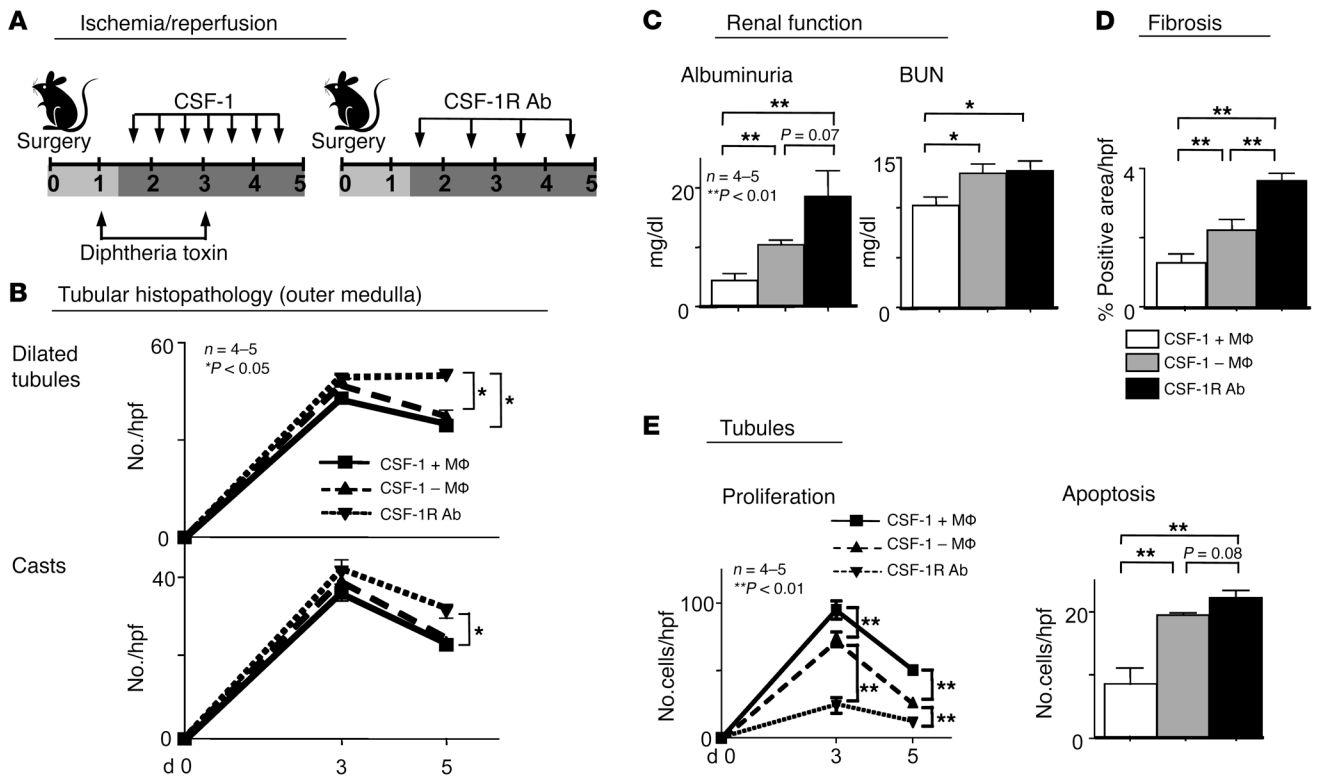 A
Ischemia/reperfusion
CSF-1
Surgery
0 1 2 3 4 5
Diphtheria toxin
CSF-1R Ab
Surgery
0 1 2 3 4 5
B
Tubular histopathology (outer medulla)
Dilated
tubules
No./hpf
60
0
n = 4–5
*P < 0.05
*
*
CSF-1 + MΦ
CSF-1 – MΦ
CSF-1R Ab
Casts
No./hpf
40
0
*
d 0 3 5
C
Renal function
Albuminuria
**
** P = 0.07
n = 4–5
**P < 0.01
mg/dl
20
0
BUN
*
*
mg/dl
15
0
D
Fibrosis
**
** **
% Positive area/hpf
4
0
CSF-1 + MΦ
CSF-1 – MΦ
CSF-1R Ab
E
Tubules
Proliferation
CSF-1 + MΦ
CSF-1 – MΦ
CSF-1R Ab
n = 4–5
**P < 0.01
No.cells/hpf
100
0
**
**
**
**
d 0 3 5
Apoptosis
**
** P = 0.08
No.cells/hpf
20
0